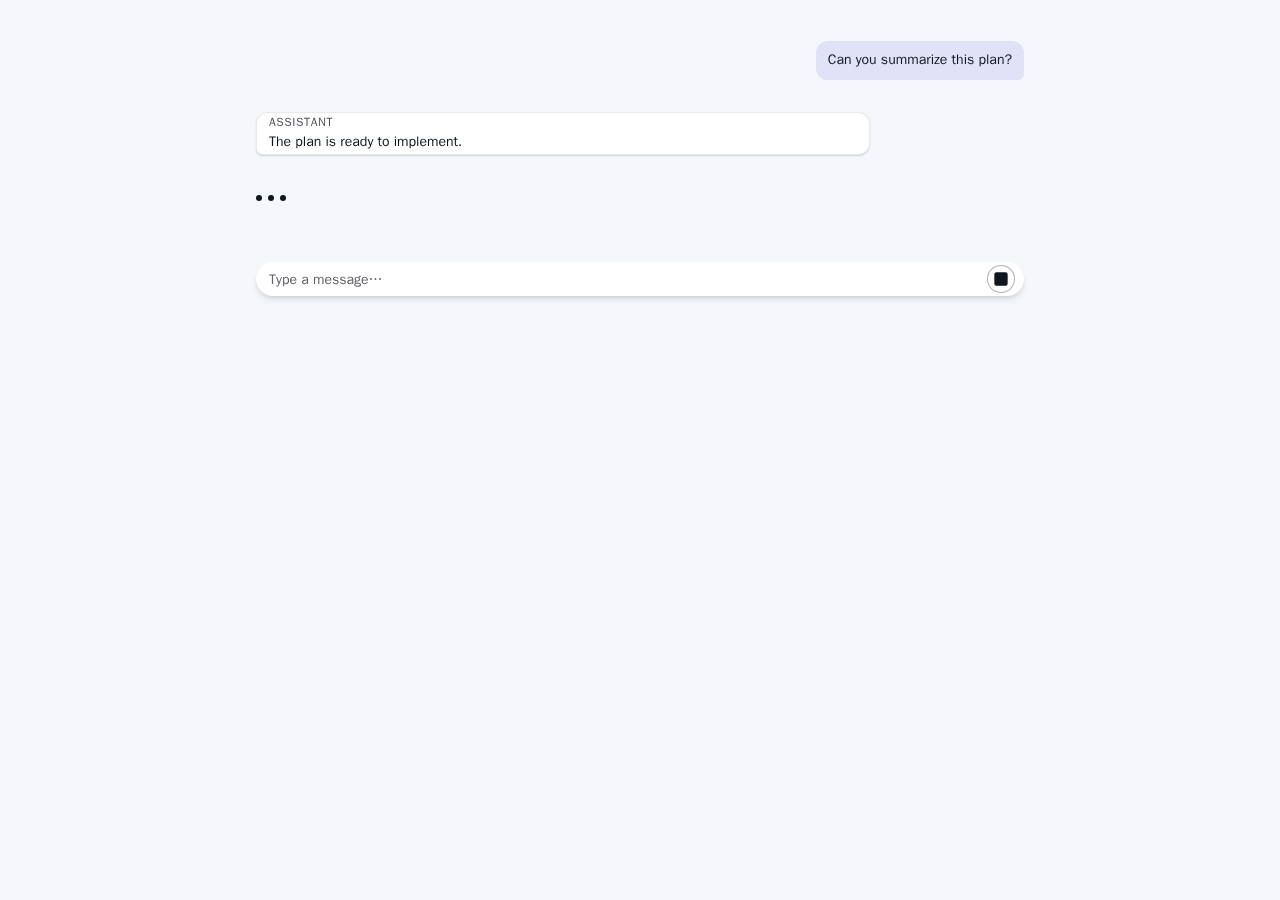 Can you summarize this plan?
ASSISTANT
The plan is ready to implement.
Type a message…